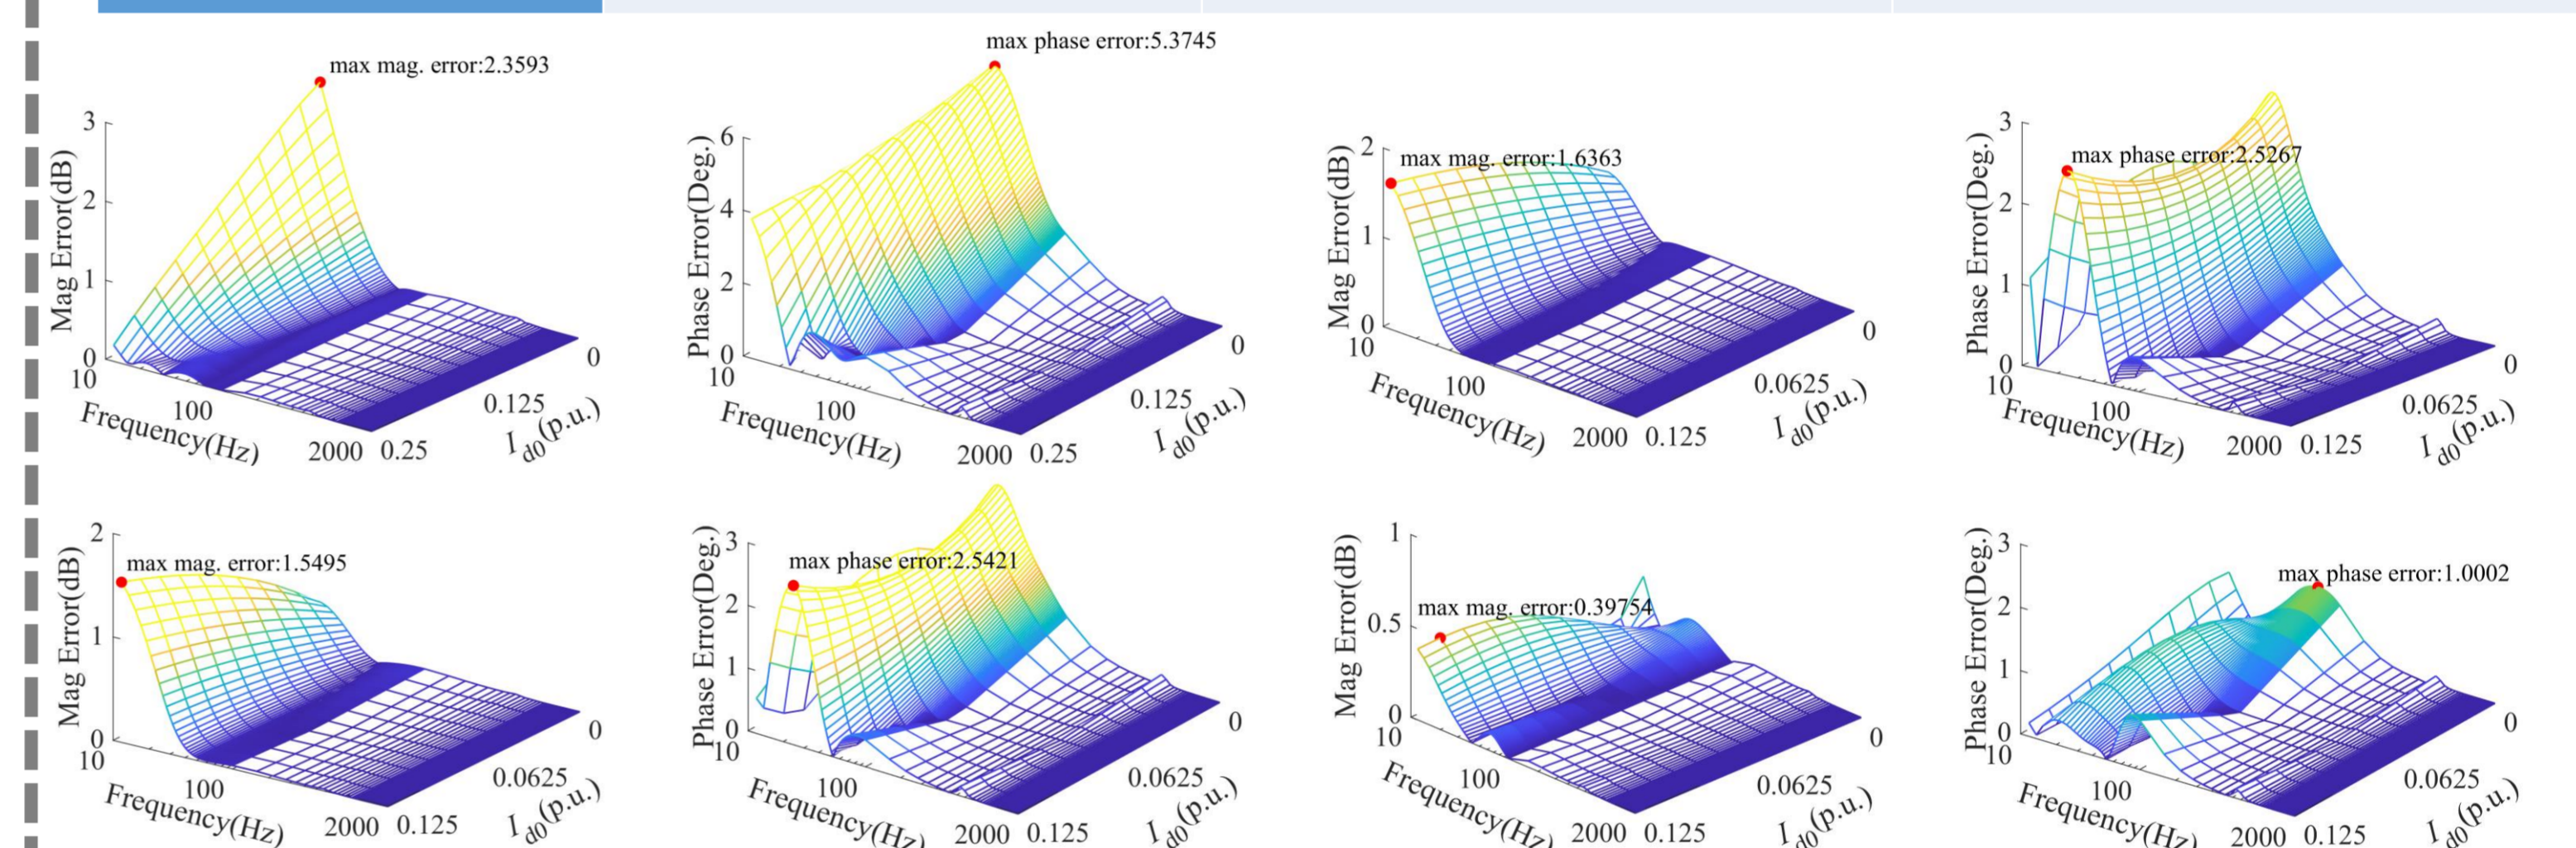 max mag. error:2.3593
3
2
1
0
Mag Error(dB)
10
100
2000
Frequency(Hz)
0.25
0.125
0
I d0(p.u.)
max phase error:5.3745
6
4
2
0
Phase Error(Deg.)
10
100
2000
Frequency(Hz)
0.25
0.125
0
I d0(p.u.)
max mag. error:1.6363
2
1
0
Mag Error(dB)
10
100
2000
Frequency(Hz)
0.125
0.0625
0
I d0(p.u.)
max phase error:2.5267
3
2
1
0
Phase Error(Deg.)
10
100
2000
Frequency(Hz)
0.125
0.0625
0
I d0(p.u.)
max mag. error:1.5495
2
1
0
Mag Error(dB)
10
100
2000
Frequency(Hz)
0.125
0.0625
0
I d0(p.u.)
max phase error:2.5421
3
2
1
0
Phase Error(Deg.)
10
100
2000
Frequency(Hz)
0.125
0.0625
0
I d0(p.u.)
max mag. error:0.39754
1
0.5
0
Mag Error(dB)
10
100
2000
Frequency(Hz)
0.125
0.0625
0
I d0(p.u.)
max phase error:1.0002
3
2
1
0
Phase Error(Deg.)
10
100
2000
Frequency(Hz)
0.125
0.0625
0
I d0(p.u.)